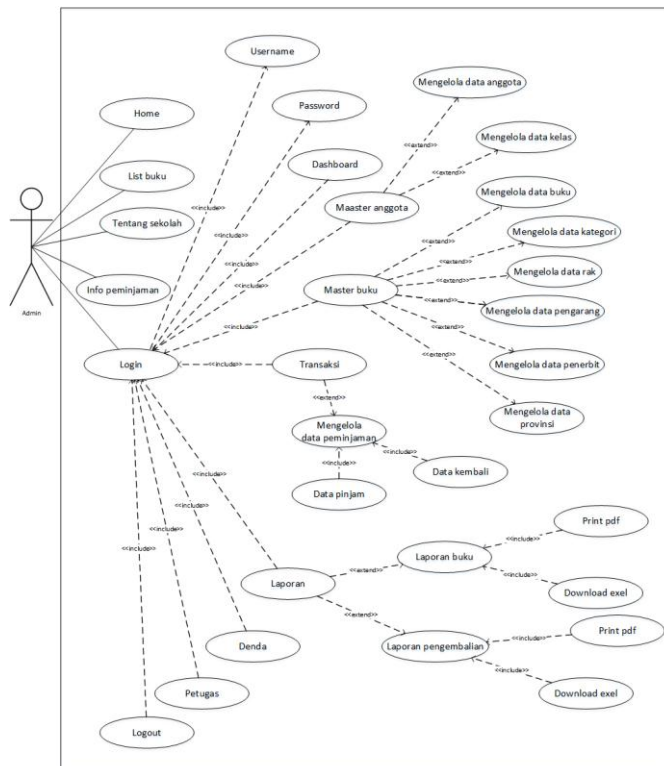 Username
Mengelola data anggota
Password
Home
<<extend>>
Mengelola data kelas
Dashboard
<<extend>>
List buku
Mengelola data buku
<<include>>
Maaster anggota
Tentang sekolah
<<include>>
<<extend>>
Mengelola data kategori
<<include>>
<<extend>>
Mengelola data rak
Info peminjaman
<<include>>
Master buku
<<extend>>
<<extend>>
Mengelola data pengarang
Admin
<<include>>
<<extend>>
<<extend>>
Login
<<include>>
Transaksi
Mengelola data penerbit
<<extend>>
Mengelola data
provinsi
Mengelola
data peminjaman
<<include>>
<<include>>
Data kembali
<<include>>
Data pinjam
<<include>>
Print pdf
<<include>>
<<include>>
Laporan buku
<<include>>
Laporan
<<extend>>
<<include>>
Download exel
<<extend>>
Print pdf
Denda
Laporan pengembalian
<<include>>
<<include>>
Petugas
Download exel
Logout